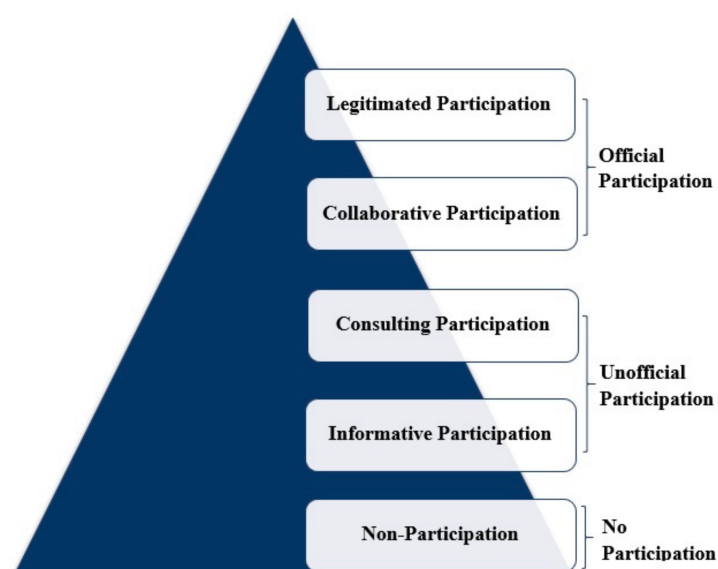 Legitimated Participation
Official
Participation
Collaborative Participation
Consulting Participation
Unofficial
Participation
Informative Participation
Non-Participation
No
Participation